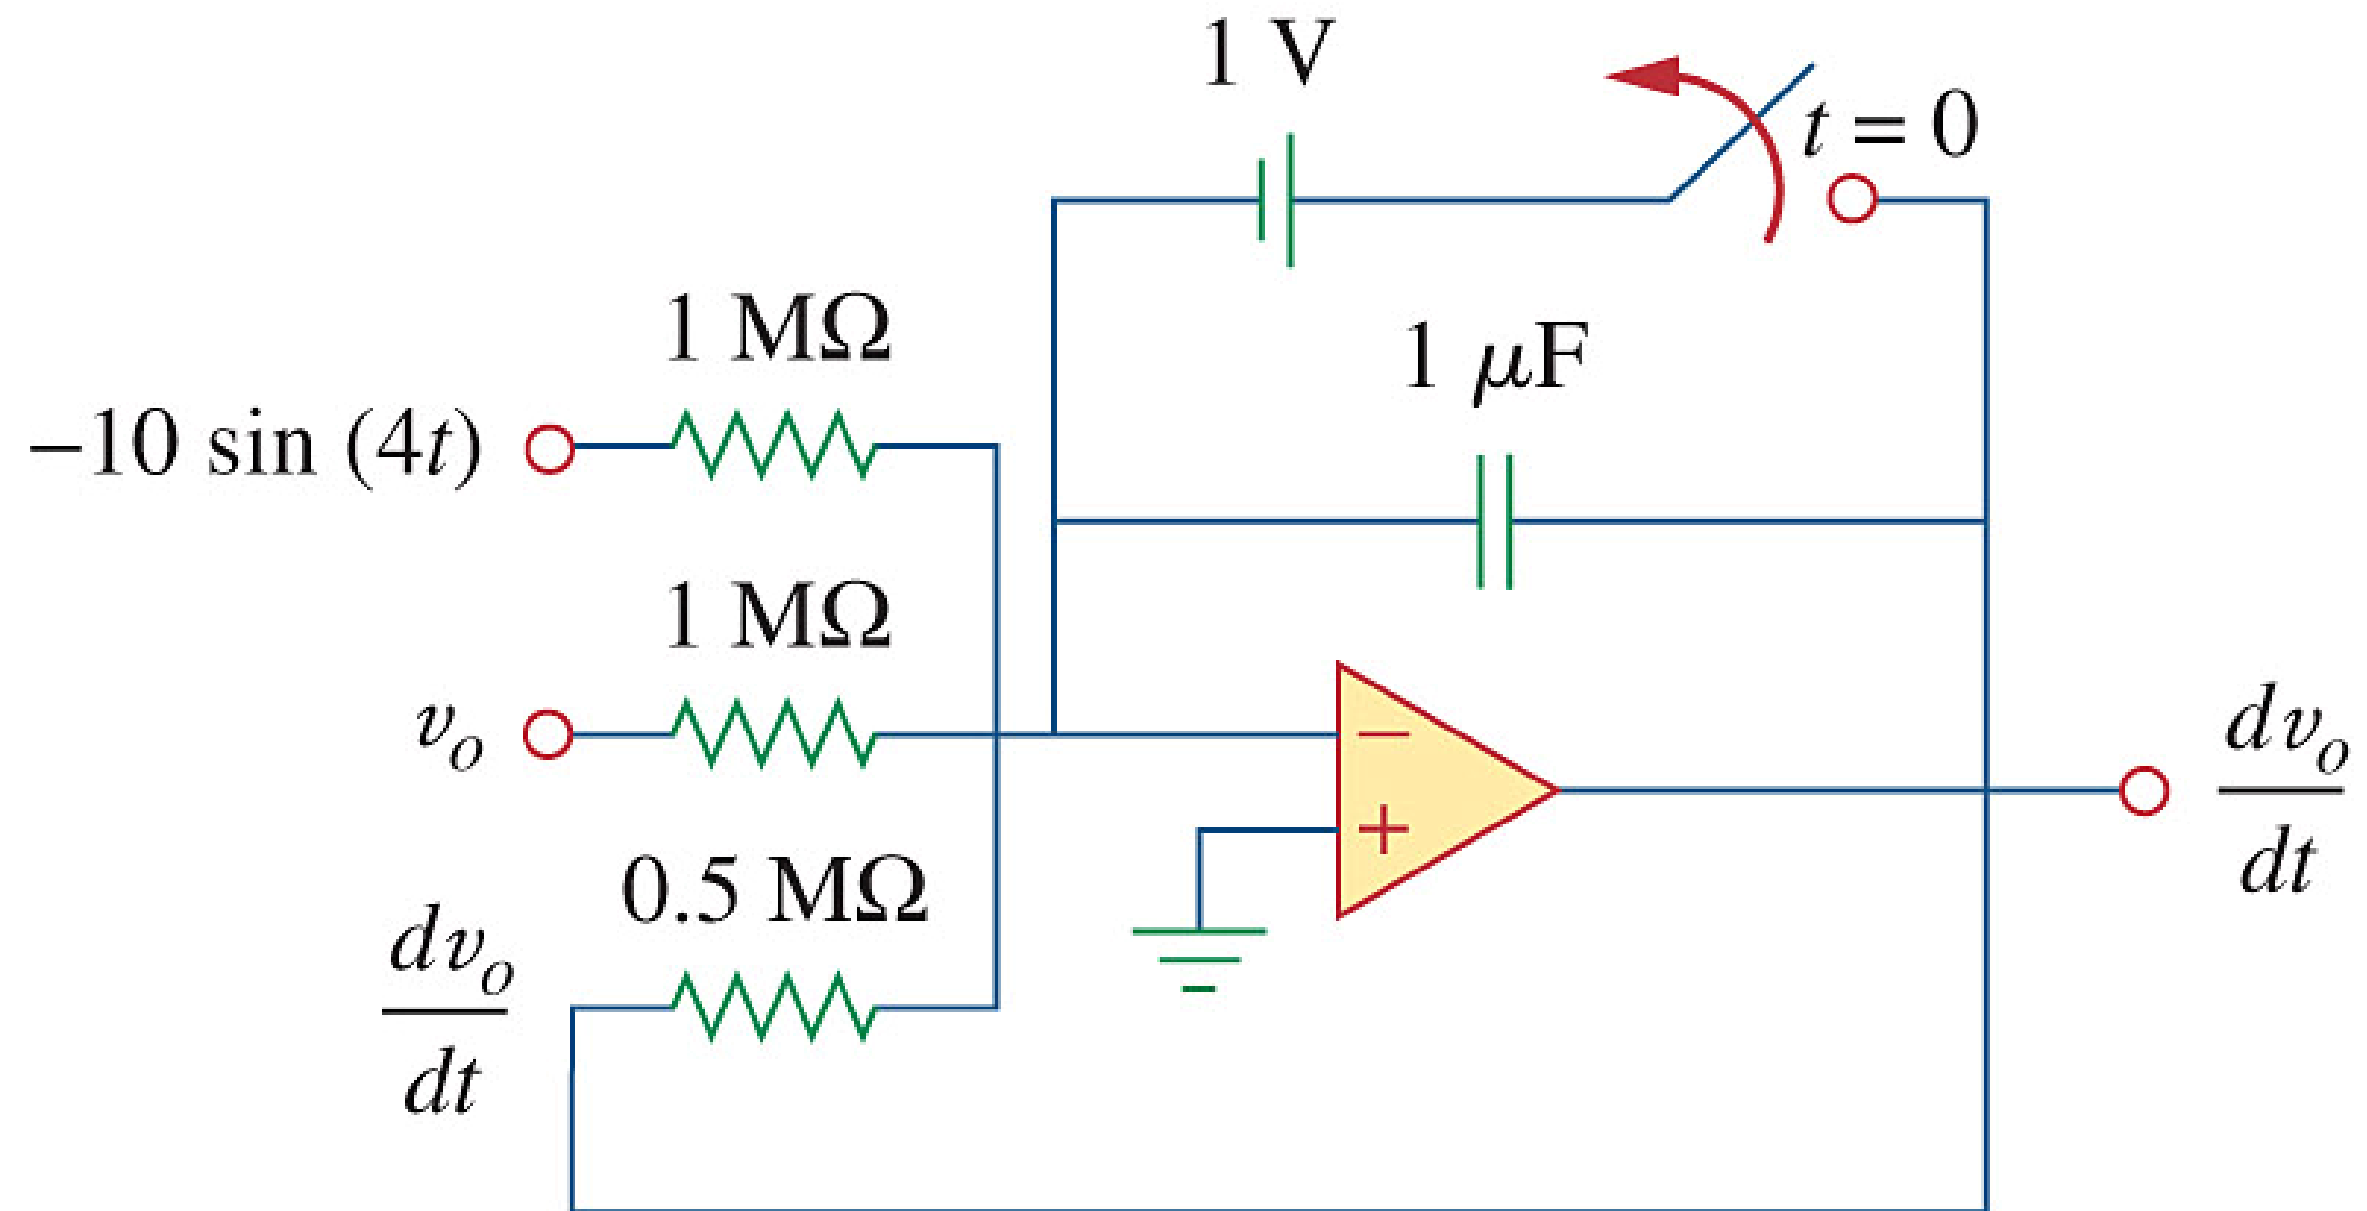 1 V
t = 0
1 MΩ
1 μF
−10 sin (4t)
1 MΩ
v_o
−
+
0.5 MΩ
dv_o
dt
dv_o
dt